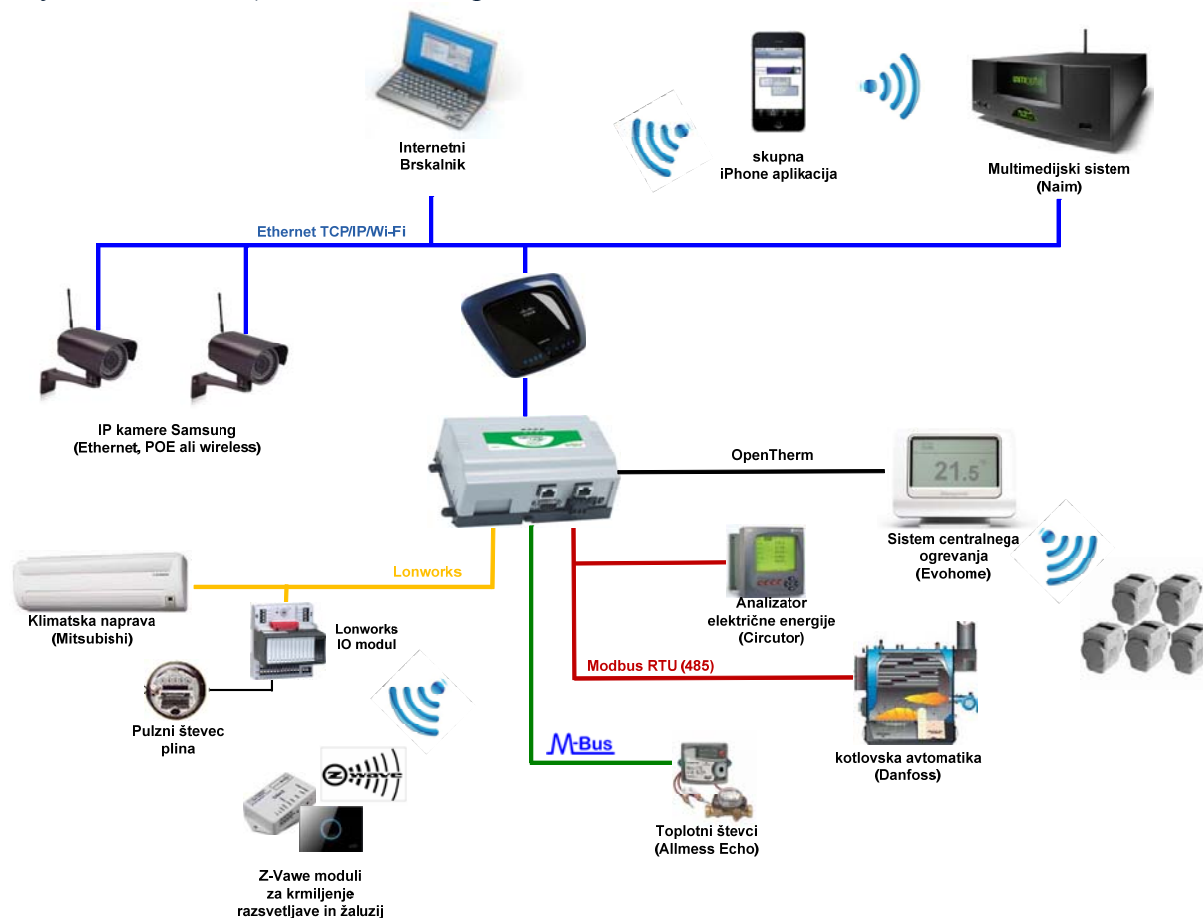 Internetni
Brskalnik
skupna
iPhone aplikacija
Multimedijski sistem
(Naim)
Ethernet TCP/IP/Wi-Fi
IP kamere Samsung
(Ethernet, POE ali wireless)
OpenTherm
21.5
Sistem centralnega
ogrevanja
(Evohome)
Lonworks
Klimatska naprava
(Mitsubishi)
Lonworks
IO modul
Analizator
električne energije
(Circutor)
Modbus RTU (485)
Pulzni števec
plina
M-Bus
kotlovska avtomatika
(Danfoss)
Z WAVE
Toplotni števci
(Allmess Echo)
Z-Vawe moduli
za krmiljenje
razsvetljave in žaluzij